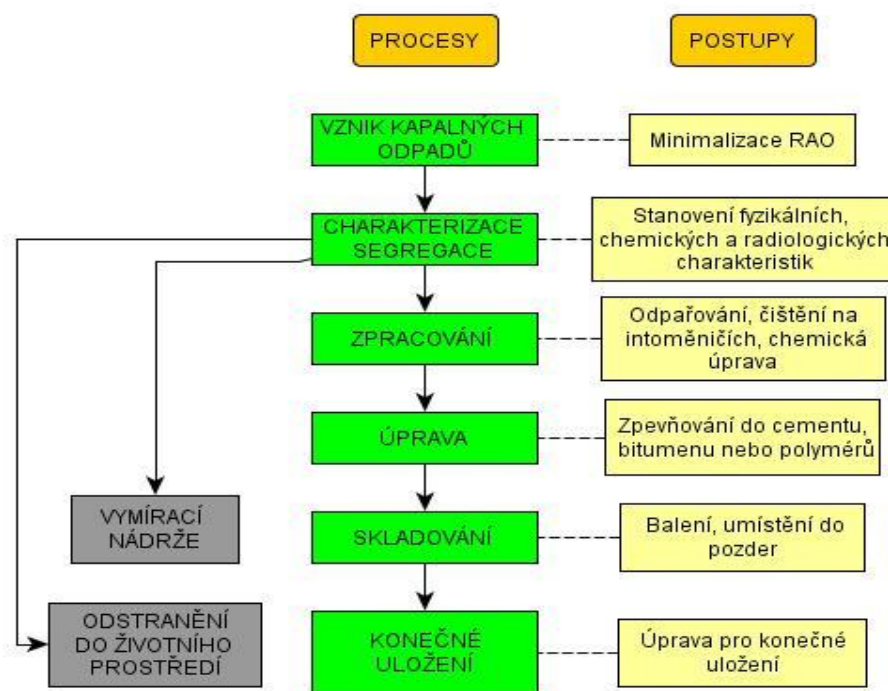 PROCESY
POSTUPY
VZNIK KAPALNÝCH
ODPADŮ
Minimalizace RAO
CHARAKTERIZACE
SEGREGACE
Stanovení fyzikálních,
chemických a radiologických
charakteristik
ZPRACOVÁNÍ
Odpařování, čištění na
intoměničích, chemická
úprava
ÚPRAVA
Zpevňování do cementu,
bitumenu nebo polymérů
VYMÍRACÍ
NÁDRŽE
SKLADOVÁNÍ
Balení, umístění do
pozder
ODSTRANĚNÍ
DO ŽIVOTNÍHO
PROSTŘEDÍ
KONEČNÉ
ULOŽENÍ
Úprava pro konečné
uložení